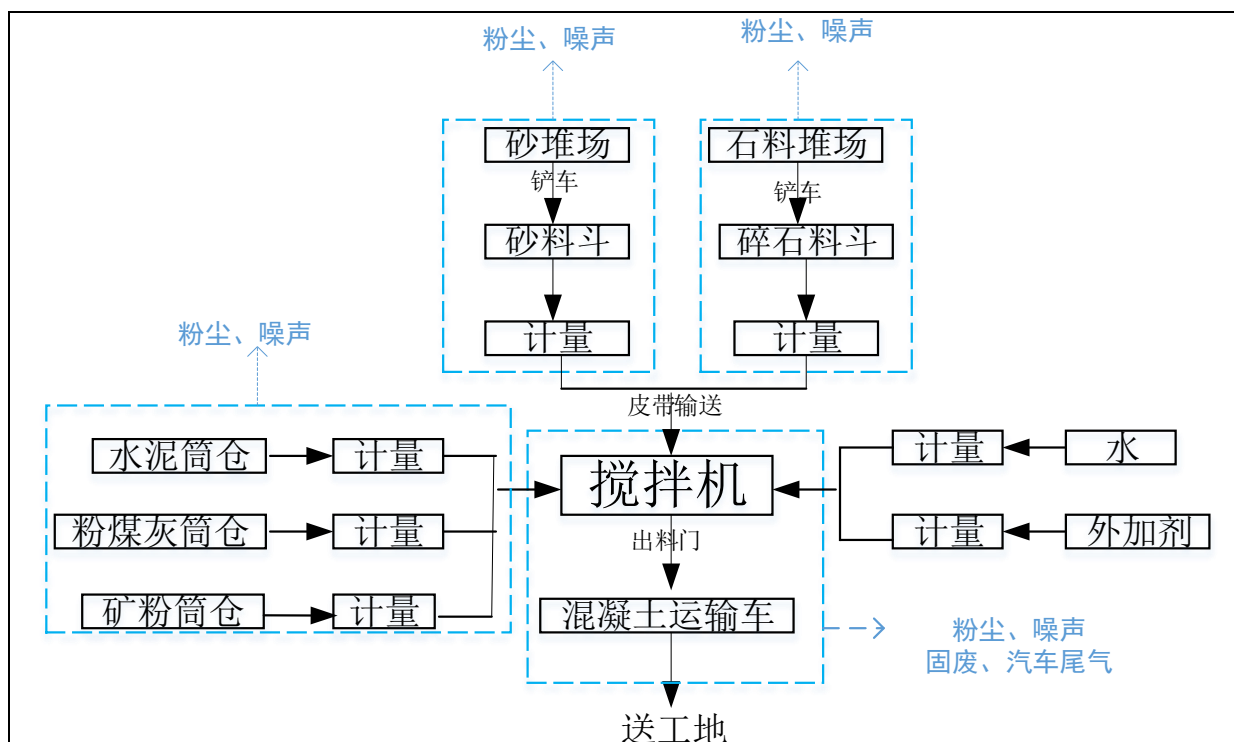 粉尘、噪声
粉尘、噪声
砂堆场
石料堆场
铲车
铲车
砂料斗
碎石料斗
计量
计量
粉尘、噪声
皮带输送
水泥筒仓
计量
搅拌机
计量
水
粉煤灰筒仓
计量
出料门
计量
外加剂
矿粉筒仓
计量
混凝土运输车
粉尘、噪声
固废、汽车尾气
送工地